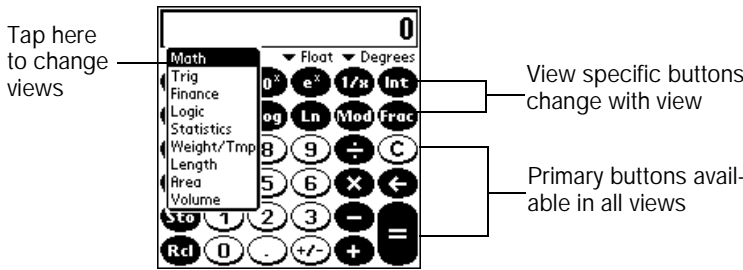 Tap here
to change
views
0
Math
Trig
Finance
Logic
Statistics
Weight/Tmp
Length
Area
Volume
Float Degrees
eˣ 1/x Int
Ln Mod Frac
8 9 ÷ C
5 6 × ←
Sto 1 2 3 − =
Rcl 0 . +/- +
View specific buttons
change with view
Primary buttons avail-
able in all views